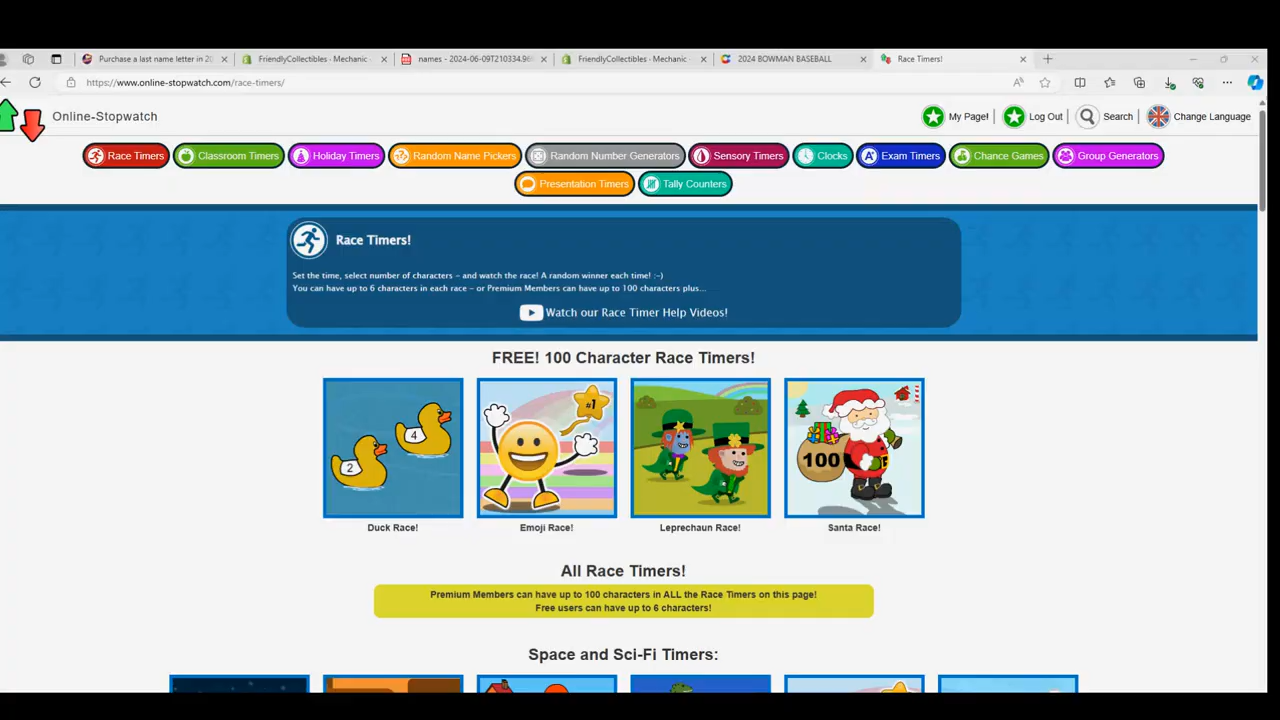 Purchase a last name letter in 20
FriendlyCollectibles - Mechanic
names - 2024-06-09T210334.96
FriendlyCollectibles - Mechanic
2024 BOWMAN BASEBALL
Race Timers!
https://www.online-stopwatch.com/race-timers/
Online-Stopwatch
My Page!
Log Out
Search
Change Language
Race Timers
Classroom Timers
Holiday Timers
Random Name Pickers
Random Number Generators
Sensory Timers
Clocks
Exam Timers
Chance Games
Group Generators
Presentation Timers
Tally Counters
Race Timers!
Set the time, select number of characters - and watch the race! A random winner each time! :-)
You can have up to 6 characters in each race - or Premium Members can have up to 100 characters plus...
Watch our Race Timer Help Videos!
FREE! 100 Character Race Timers!
2
4
#1
100
Duck Race!
Emoji Race!
Leprechaun Race!
Santa Race!
All Race Timers!
Premium Members can have up to 100 characters in ALL the Race Timers on this page!
Free users can have up to 6 characters!
Space and Sci-Fi Timers: